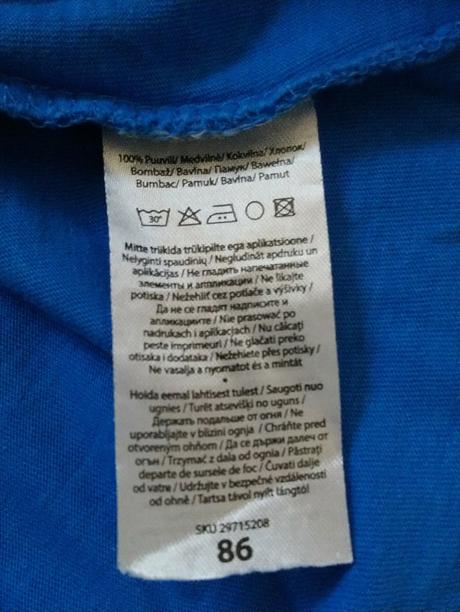 100% Puuvill/ Medvilnė/ Kokvilna/ Хлопок/
Bombaž/ Bavlna/ Памук/ Bawełna/
Bumbac/ Pamuk/ Bavlna/ Pamut
30°
Mitte triikida trükipilte ega aplikatsioone /
Nelyginti spaudinių / Negludināt apdruku un
aplikācijas / Не гладить напечатанные
элементы и аппликации / Ne likajte
potiska / Nežehlič cez potlače a výšivky /
Да не се гладят надписите и
апликациите / Nie prasować po
nadrukach i aplikacjach / Nu călcați
peste imprimeuri / Ne glačati preko
otisaka i dodataka / Nežehlete přes potisky /
Ne vasalja a nyomatot és a mintát
•
Hoida eemal lahtisest tulest / Saugoti nuo
ugnies / Turēt atsevišķi no uguns /
Держать подальше от огня / Ne
uporabljajte v bližini ognja / Chráňte pred
otvoreným ohňom / Да се държи далеч от
огън / Trzymać z dala od ognia / Păstrați
departe de sursele de foc / Čuvati dalje
od vatre / Udržujte v bezpečné vzdálenosti
od ohně / Tartsa távol nyílt lángtól
SKU 29715208
86